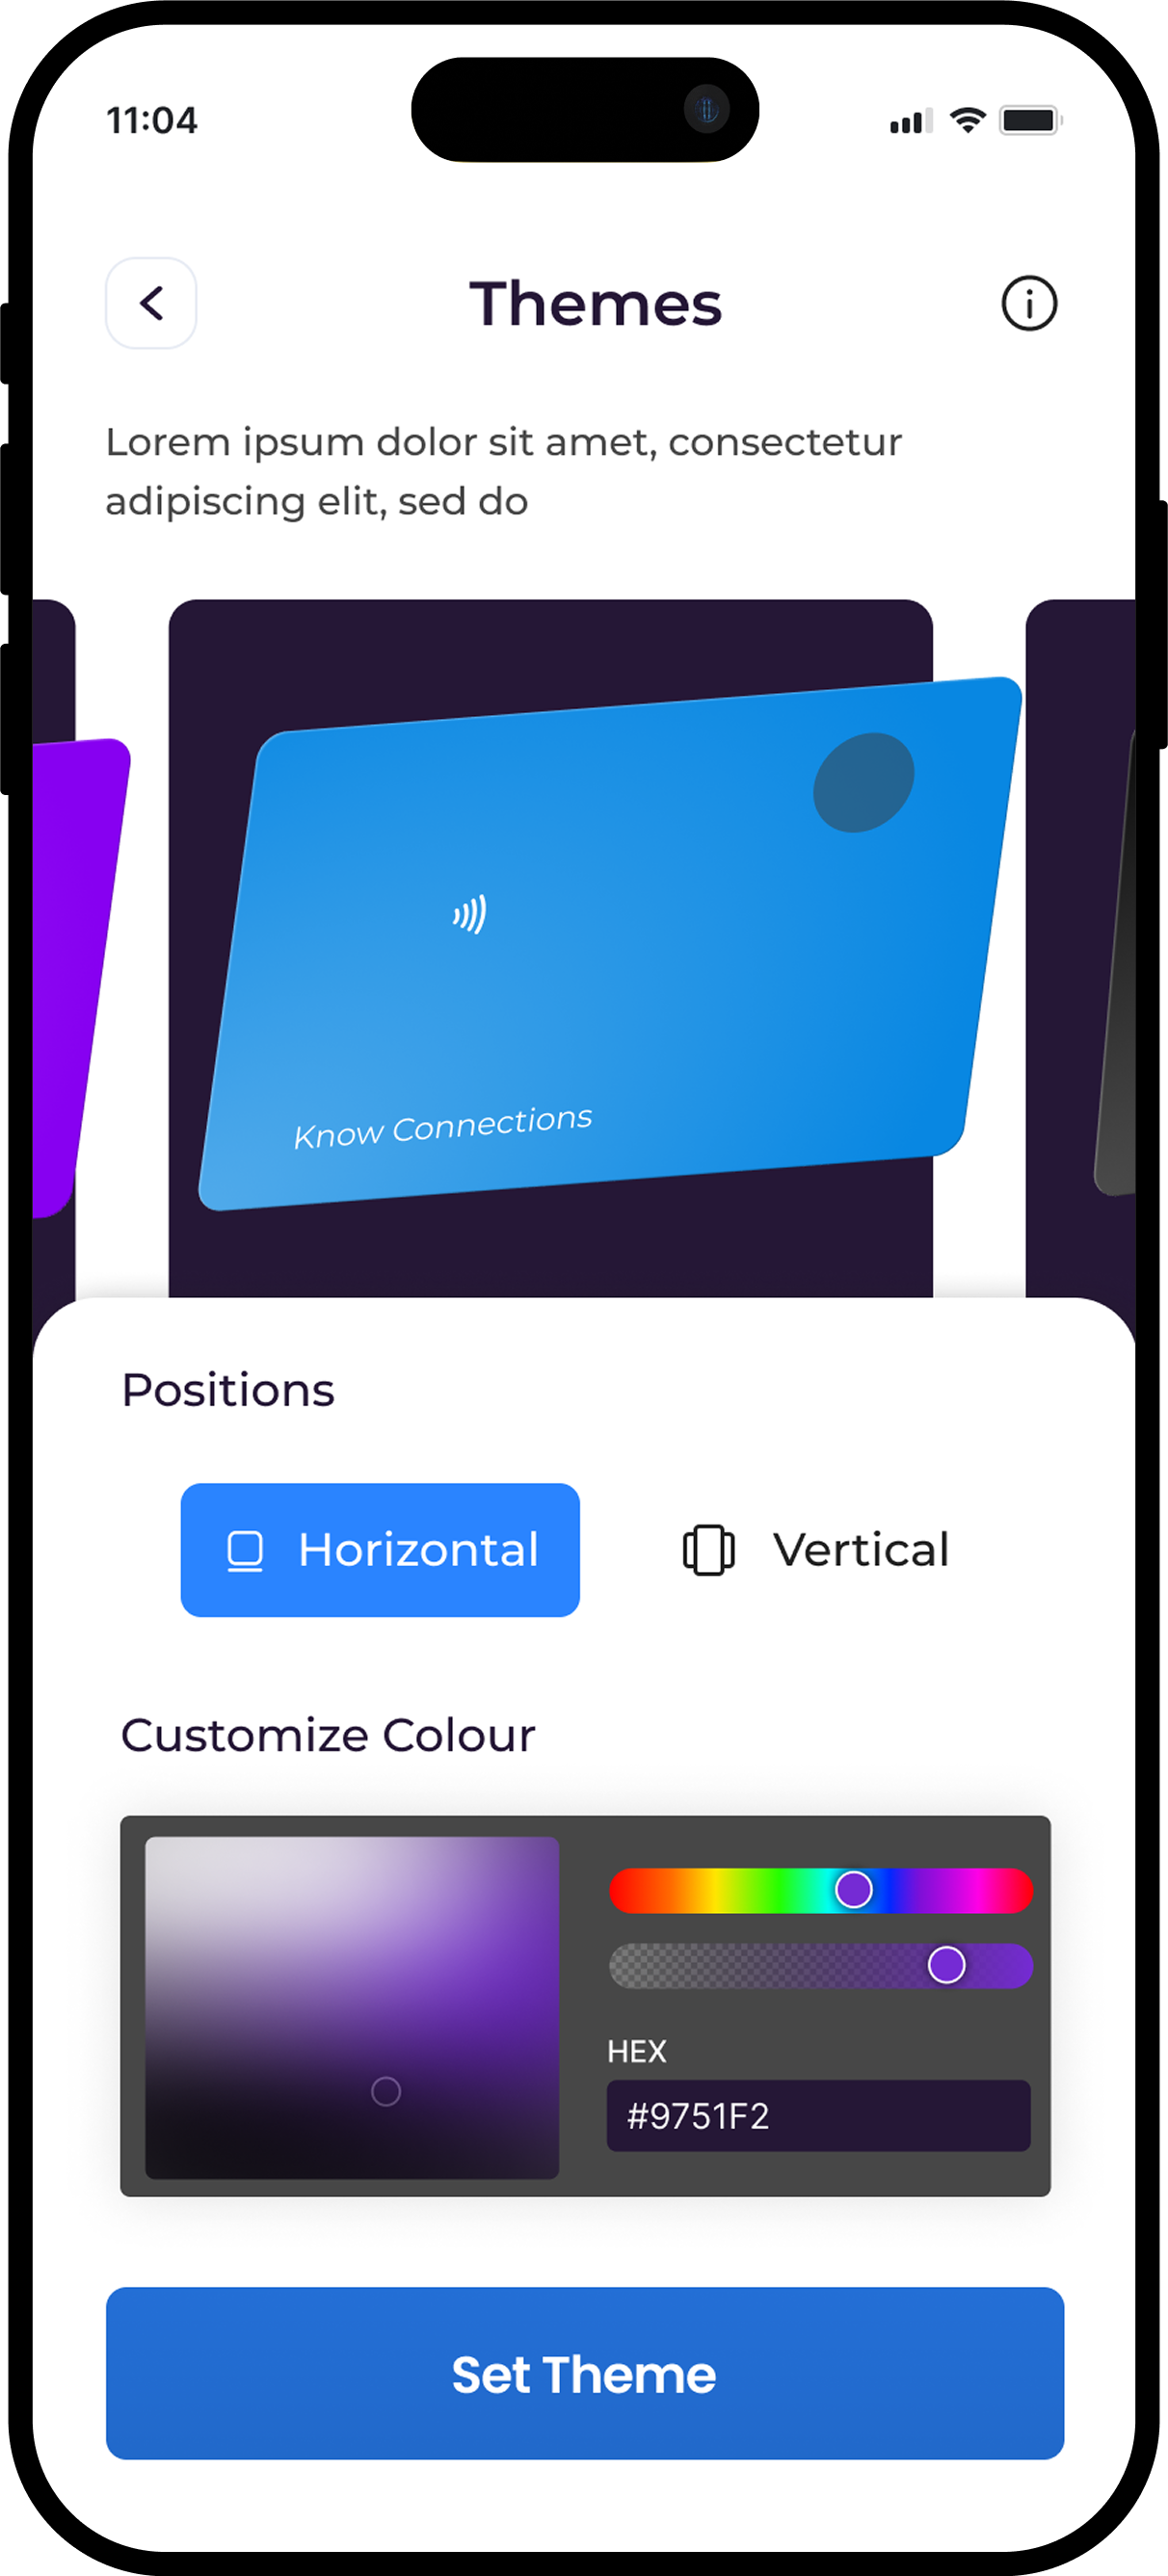 11:04
Themes
Lorem ipsum dolor sit amet, consectetur
adipiscing elit, sed do
Know Connections
Positions
Horizontal
Vertical
Customize Colour
HEX
#9751F2
Set Theme